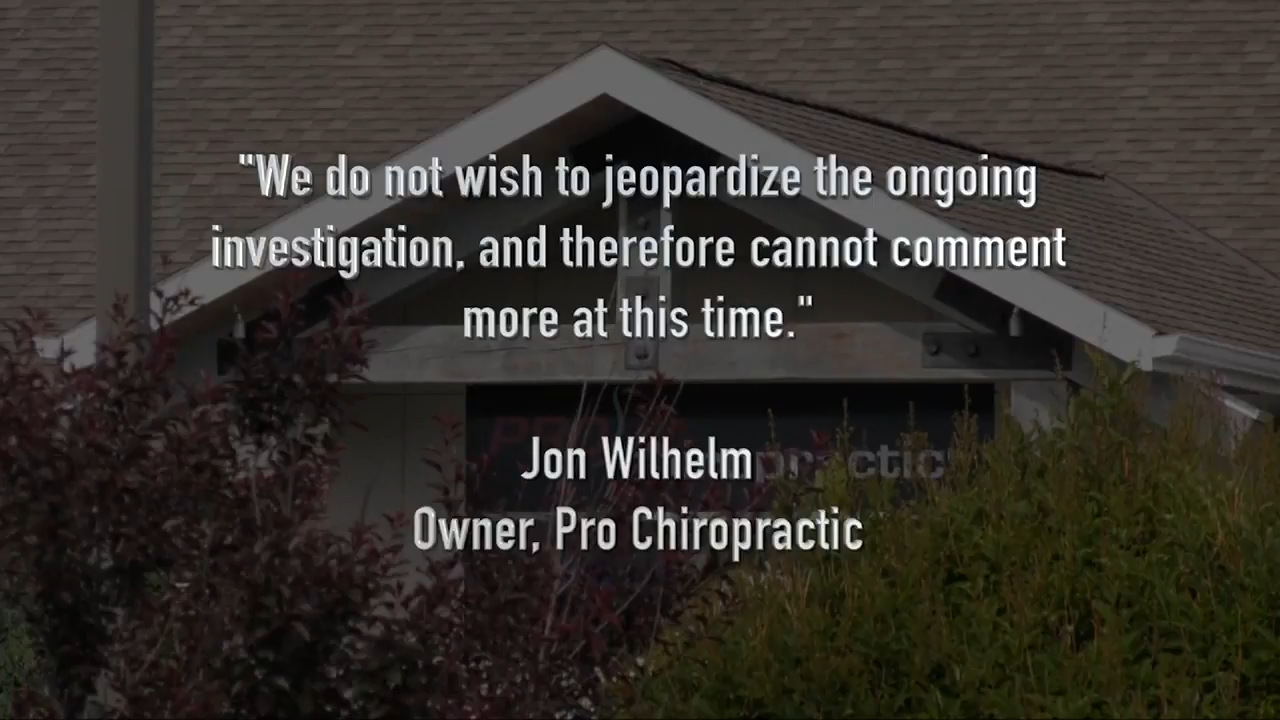 "We do not wish to jeopardize the ongoing
investigation, and therefore cannot comment
more at this time."
Jon Wilhelm
Owner, Pro Chiropractic